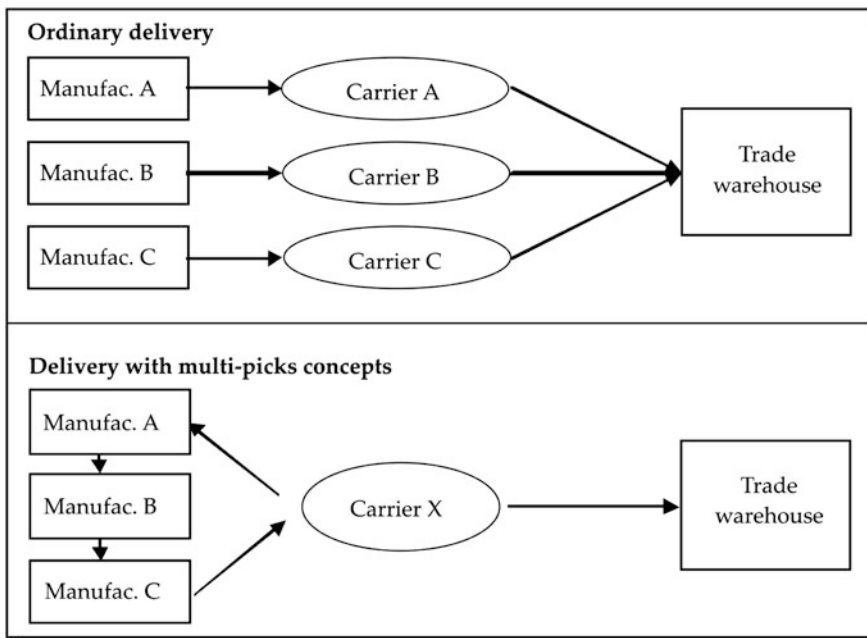 Ordinary delivery
Manufac. A
Carrier A
Manufac. B
Carrier B
Trade
warehouse
Manufac. C
Carrier C
Delivery with multi-picks concepts
Manufac. A
Manufac. B
Carrier X
Trade
warehouse
Manufac. C